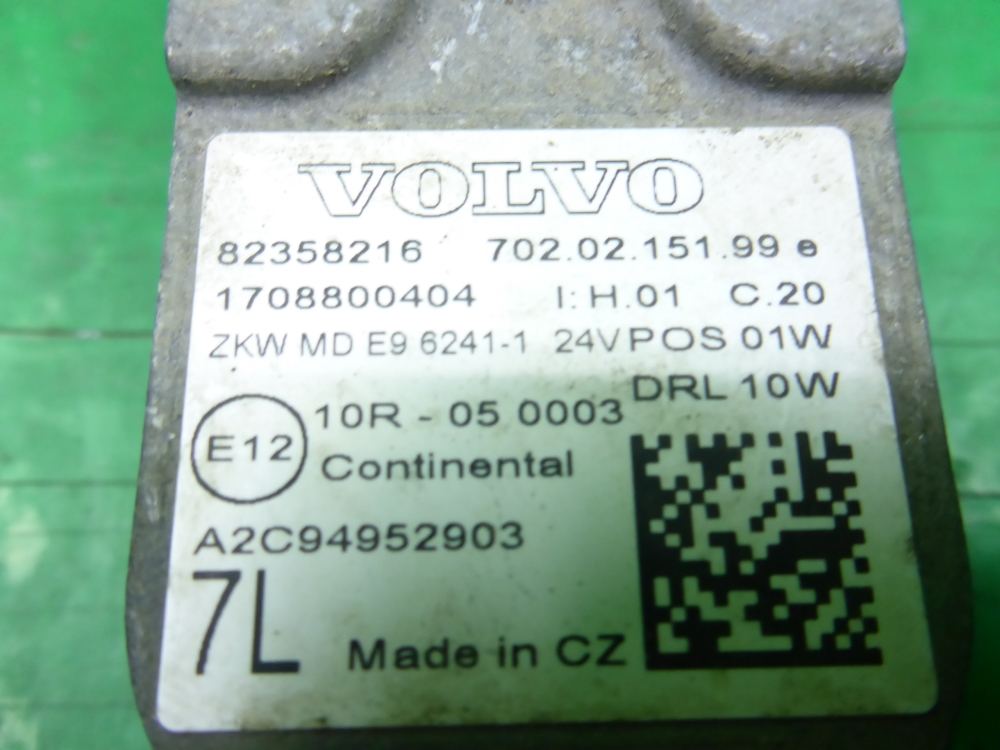 VOLVO
82358216 702.02.151.99 e
1708800404 I: H.01 C.20
ZKW MD E9 6241-1 24V POS 01W
DRL 10W
E12 10R - 05 0003
Continental
A2C94952903
7L Made in CZ